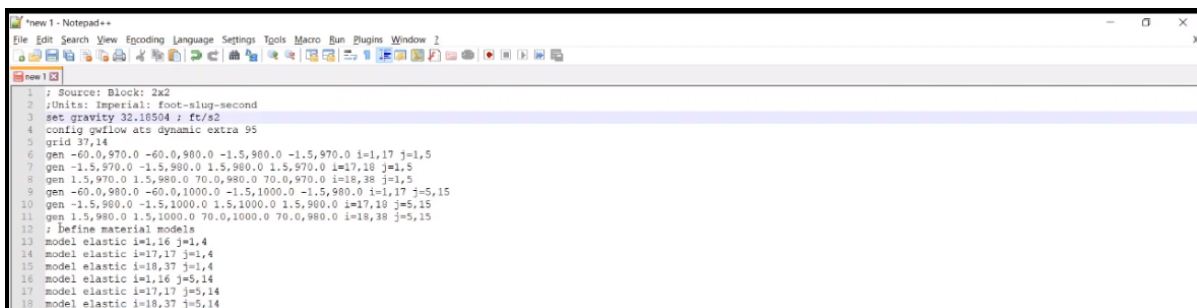 *new 1 - Notepad++
File Edit Search View Encoding Language Settings Tools Macro Run Plugins Window ?
new 1
1 ; Source: Block: 2x2
2 ;Units: Imperial: foot-slug-second
3 set gravity 32.18504 ; ft/s2
4 config gwflow ats dynamic extra 95
5 grid 37,14
6 gen -60.0,970.0 -60.0,980.0 -1.5,980.0 -1.5,970.0 i=1,17 j=1,5
7 gen -1.5,970.0 -1.5,980.0 1.5,980.0 1.5,970.0 i=17,18 j=1,5
8 gen 1.5,970.0 1.5,980.0 70.0,980.0 70.0,970.0 i=18,38 j=1,5
9 gen -60.0,980.0 -60.0,1000.0 -1.5,1000.0 -1.5,980.0 i=1,17 j=5,15
10 gen -1.5,980.0 -1.5,1000.0 1.5,1000.0 1.5,980.0 i=17,18 j=5,15
11 gen 1.5,980.0 1.5,1000.0 70.0,1000.0 70.0,980.0 i=18,38 j=5,15
12 ; Define material models
13 model elastic i=1,16 j=1,4
14 model elastic i=17,17 j=1,4
15 model elastic i=18,37 j=1,4
16 model elastic i=1,16 j=5,14
17 model elastic i=17,17 j=5,14
18 model elastic i=18,37 j=5,14